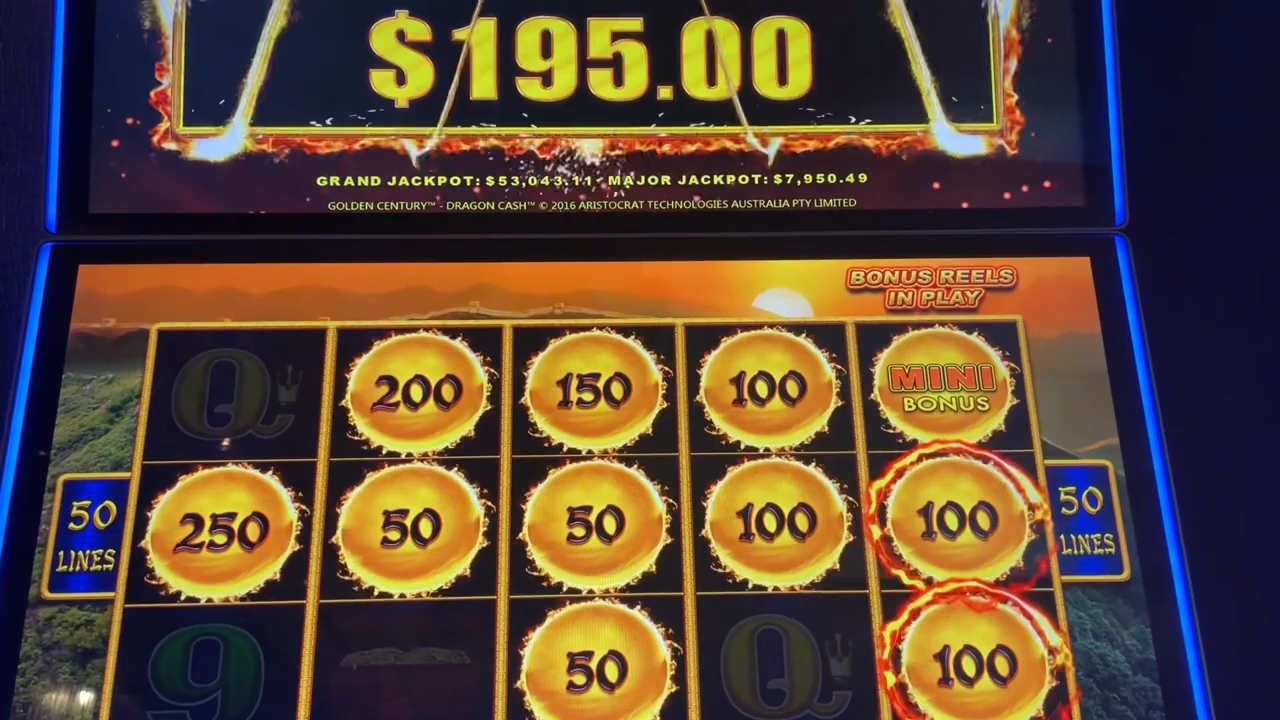 $195.00
GRAND JACKPOT: $53,043.11 - MAJOR JACKPOT: $7,950.49
GOLDEN CENTURY™ - DRAGON CASH™ © 2016 ARISTOCRAT TECHNOLOGIES AUSTRALIA PTY LIMITED
BONUS REELS
IN PLAY
Q 200 150 100 MINI
BONUS
50
LINES
250 50 50 100 100
50
LINES
9 50 Q 100